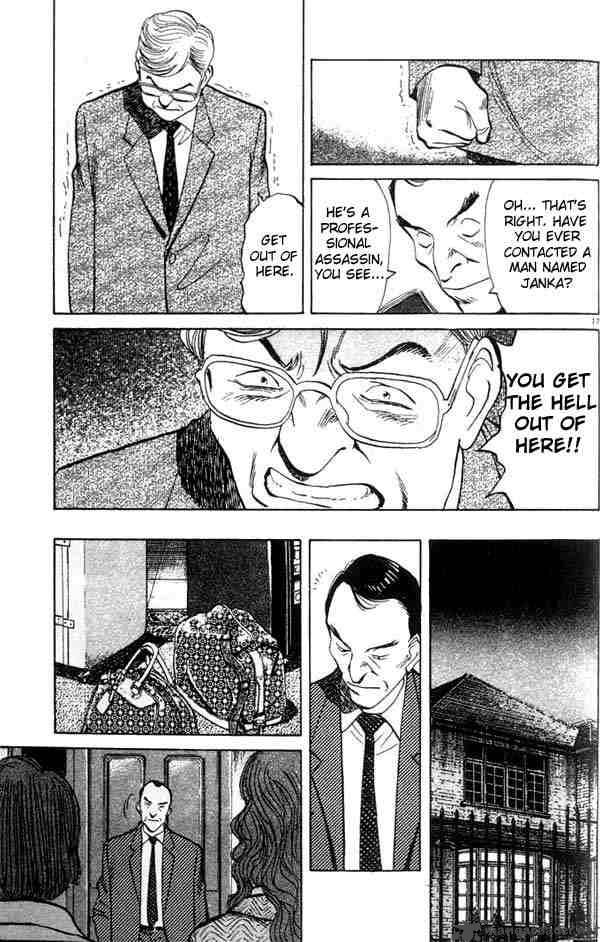 OH... THAT'S
RIGHT. HAVE
YOU EVER
CONTACTED A
MAN NAMED
JANKA?
HE'S A
PROFES-
SIONAL
ASSASSIN,
YOU SEE...
GET
OUT OF
HERE.
17
YOU GET
THE HELL
OUT OF
HERE!!